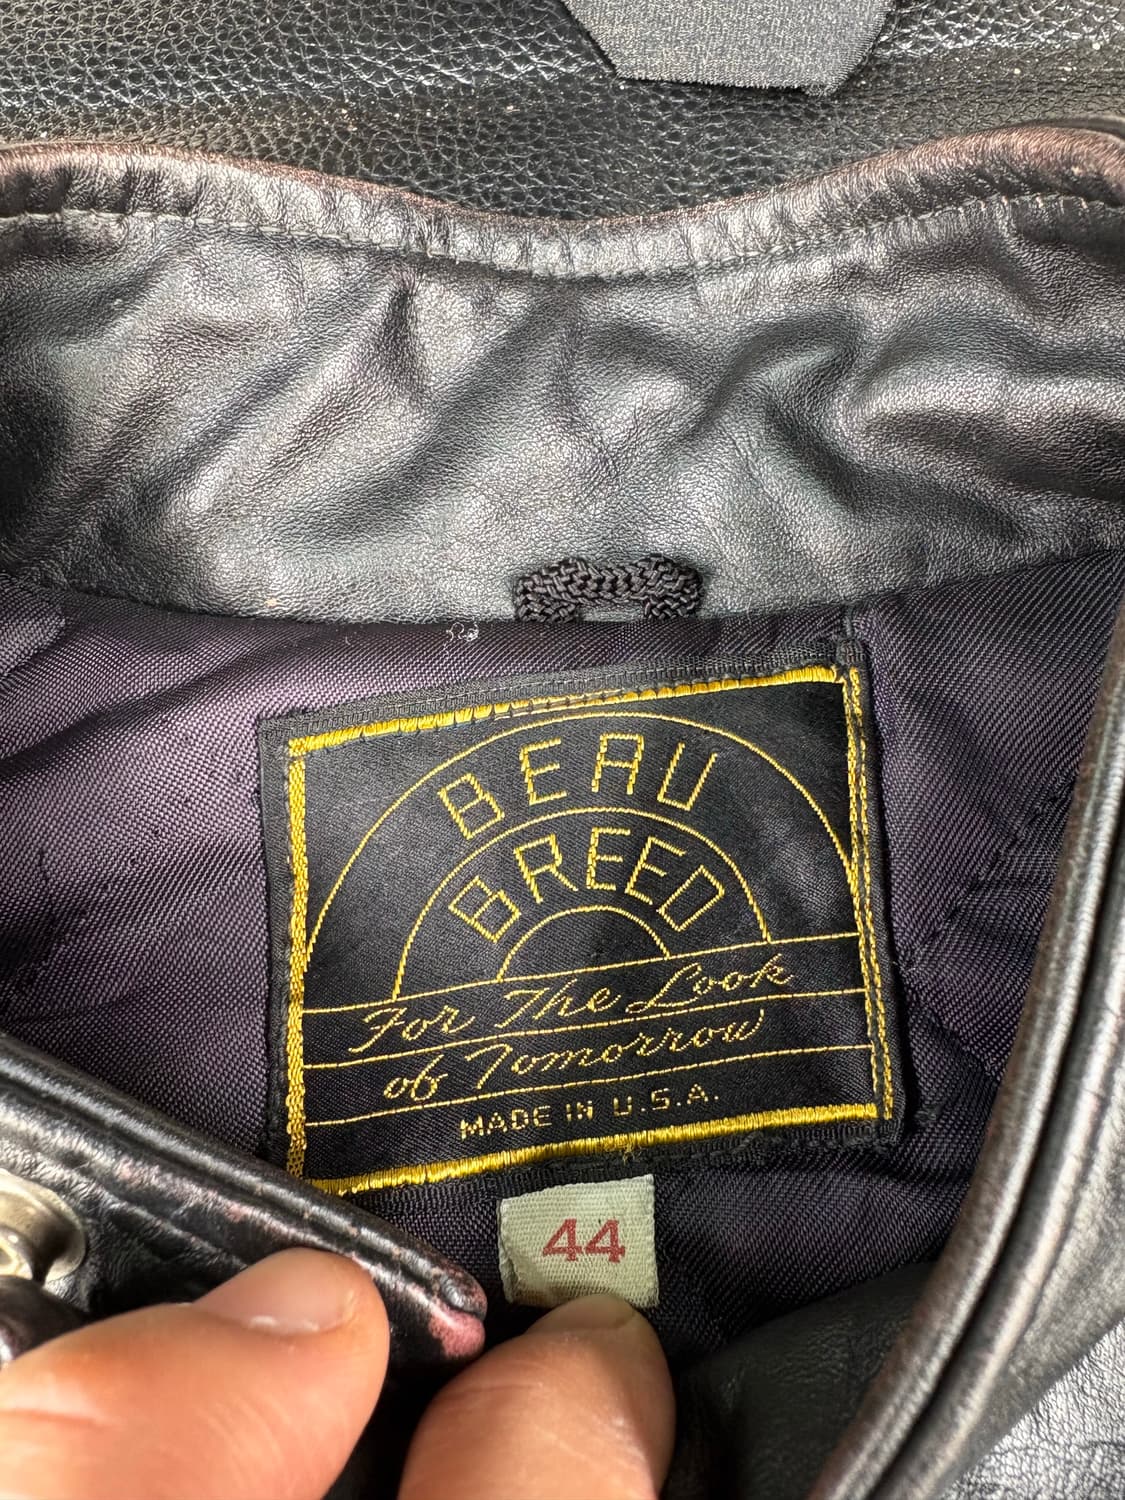 BEAU
BREED
For The Look
of Tomorrow
MADE IN U.S.A.
44